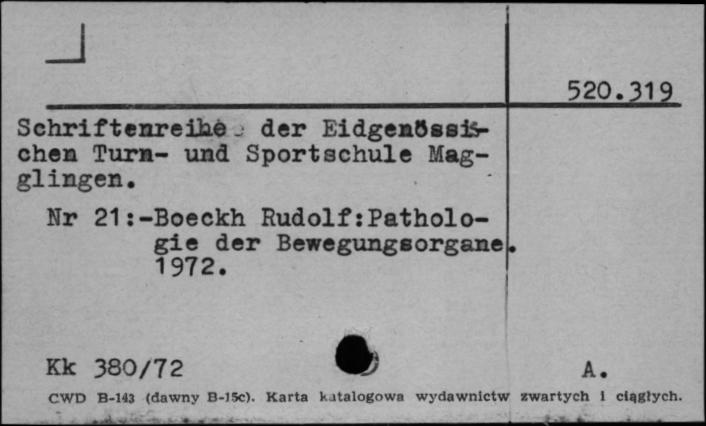 520.319
Schriftenreihe der Eidgenössis-
chen Turn- und Sportschule Mag-
glingen.
Nr 21:-Boeckh Rudolf:Patholo-
gie der Bewegungsorgane.
1972.
Kk 380/72
A.
CWD B-143 (dawny B-15c). Karta katalogowa wydawnictw zwartych i ciągłych.